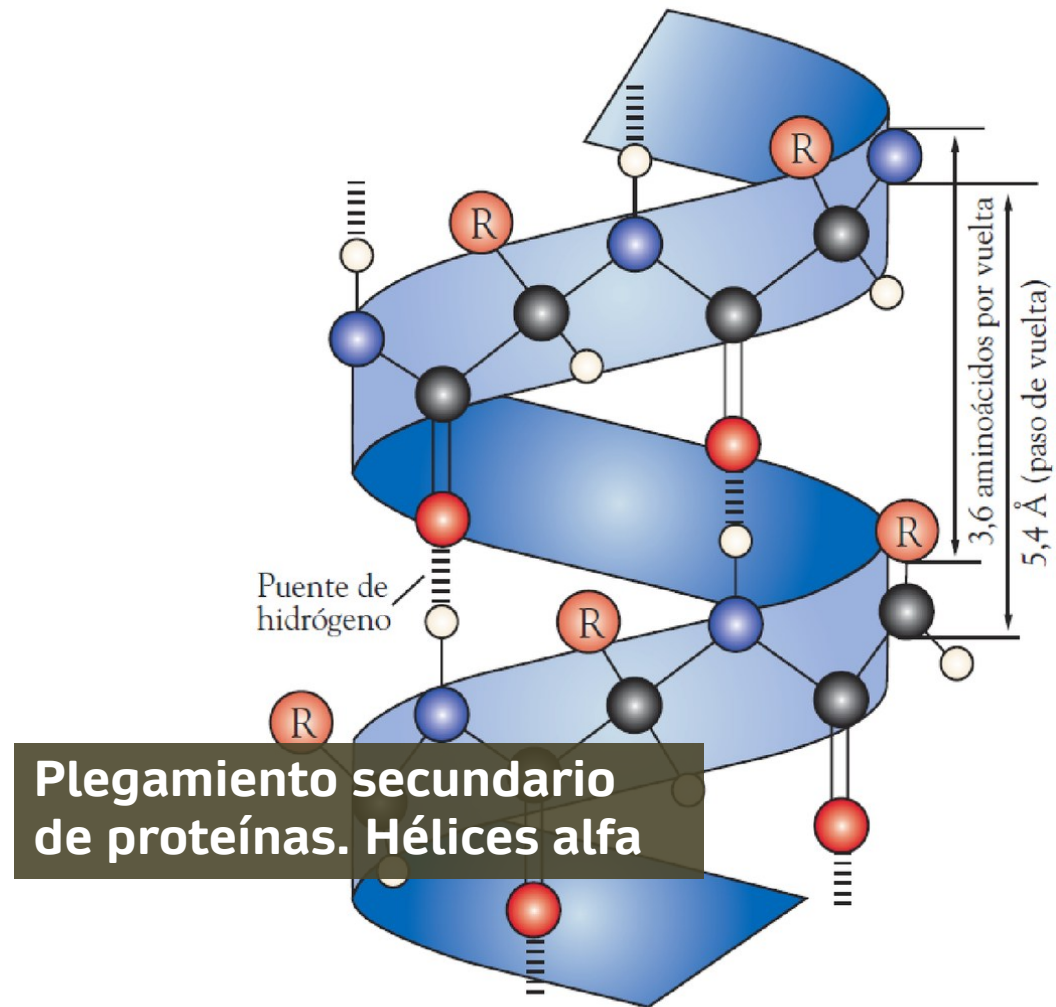 R
R
3,6 aminoácidos por vuelta
5,4 Å (paso de vuelta)
R
Puente de
hidrógeno
R
R
Plegamiento secundario
de proteínas. Hélices alfa